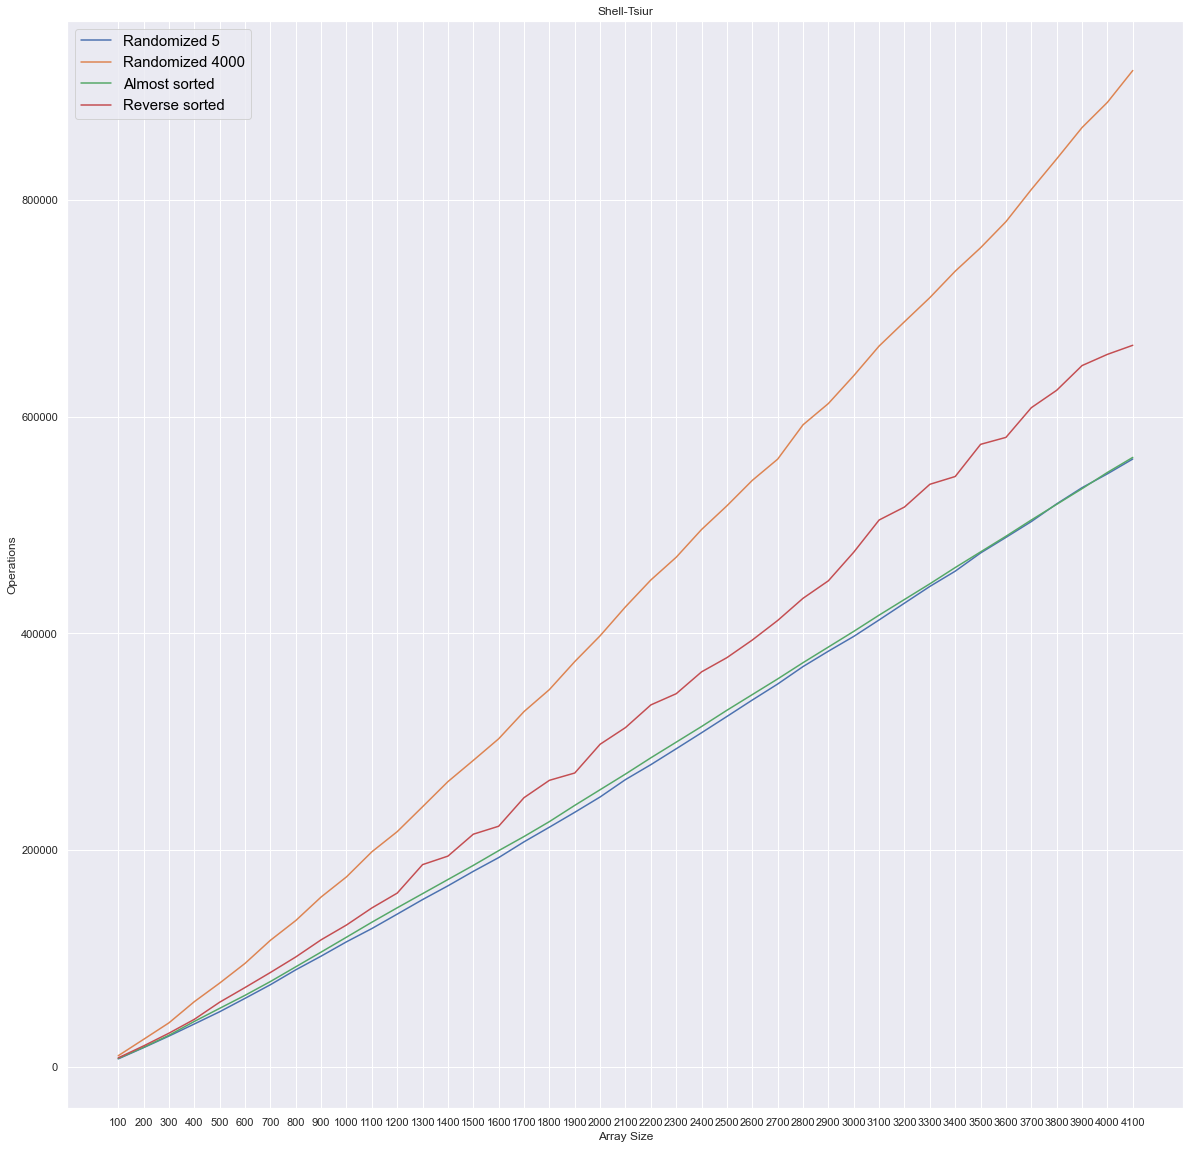 Shell-Tsiur
Randomized 5
Randomized 4000
Almost sorted
Reverse sorted
800000
600000
400000
200000
0
Operations
100 200 300 400 500 600 700 800 900 1000 1100 1200 1300 1400 1500 1600 1700 1800 1900 2000 2100 2200 2300 2400 2500 2600 2700 2800 2900 3000 3100 3200 3300 3400 3500 3600 3700 3800 3900 4000 4100
Array Size